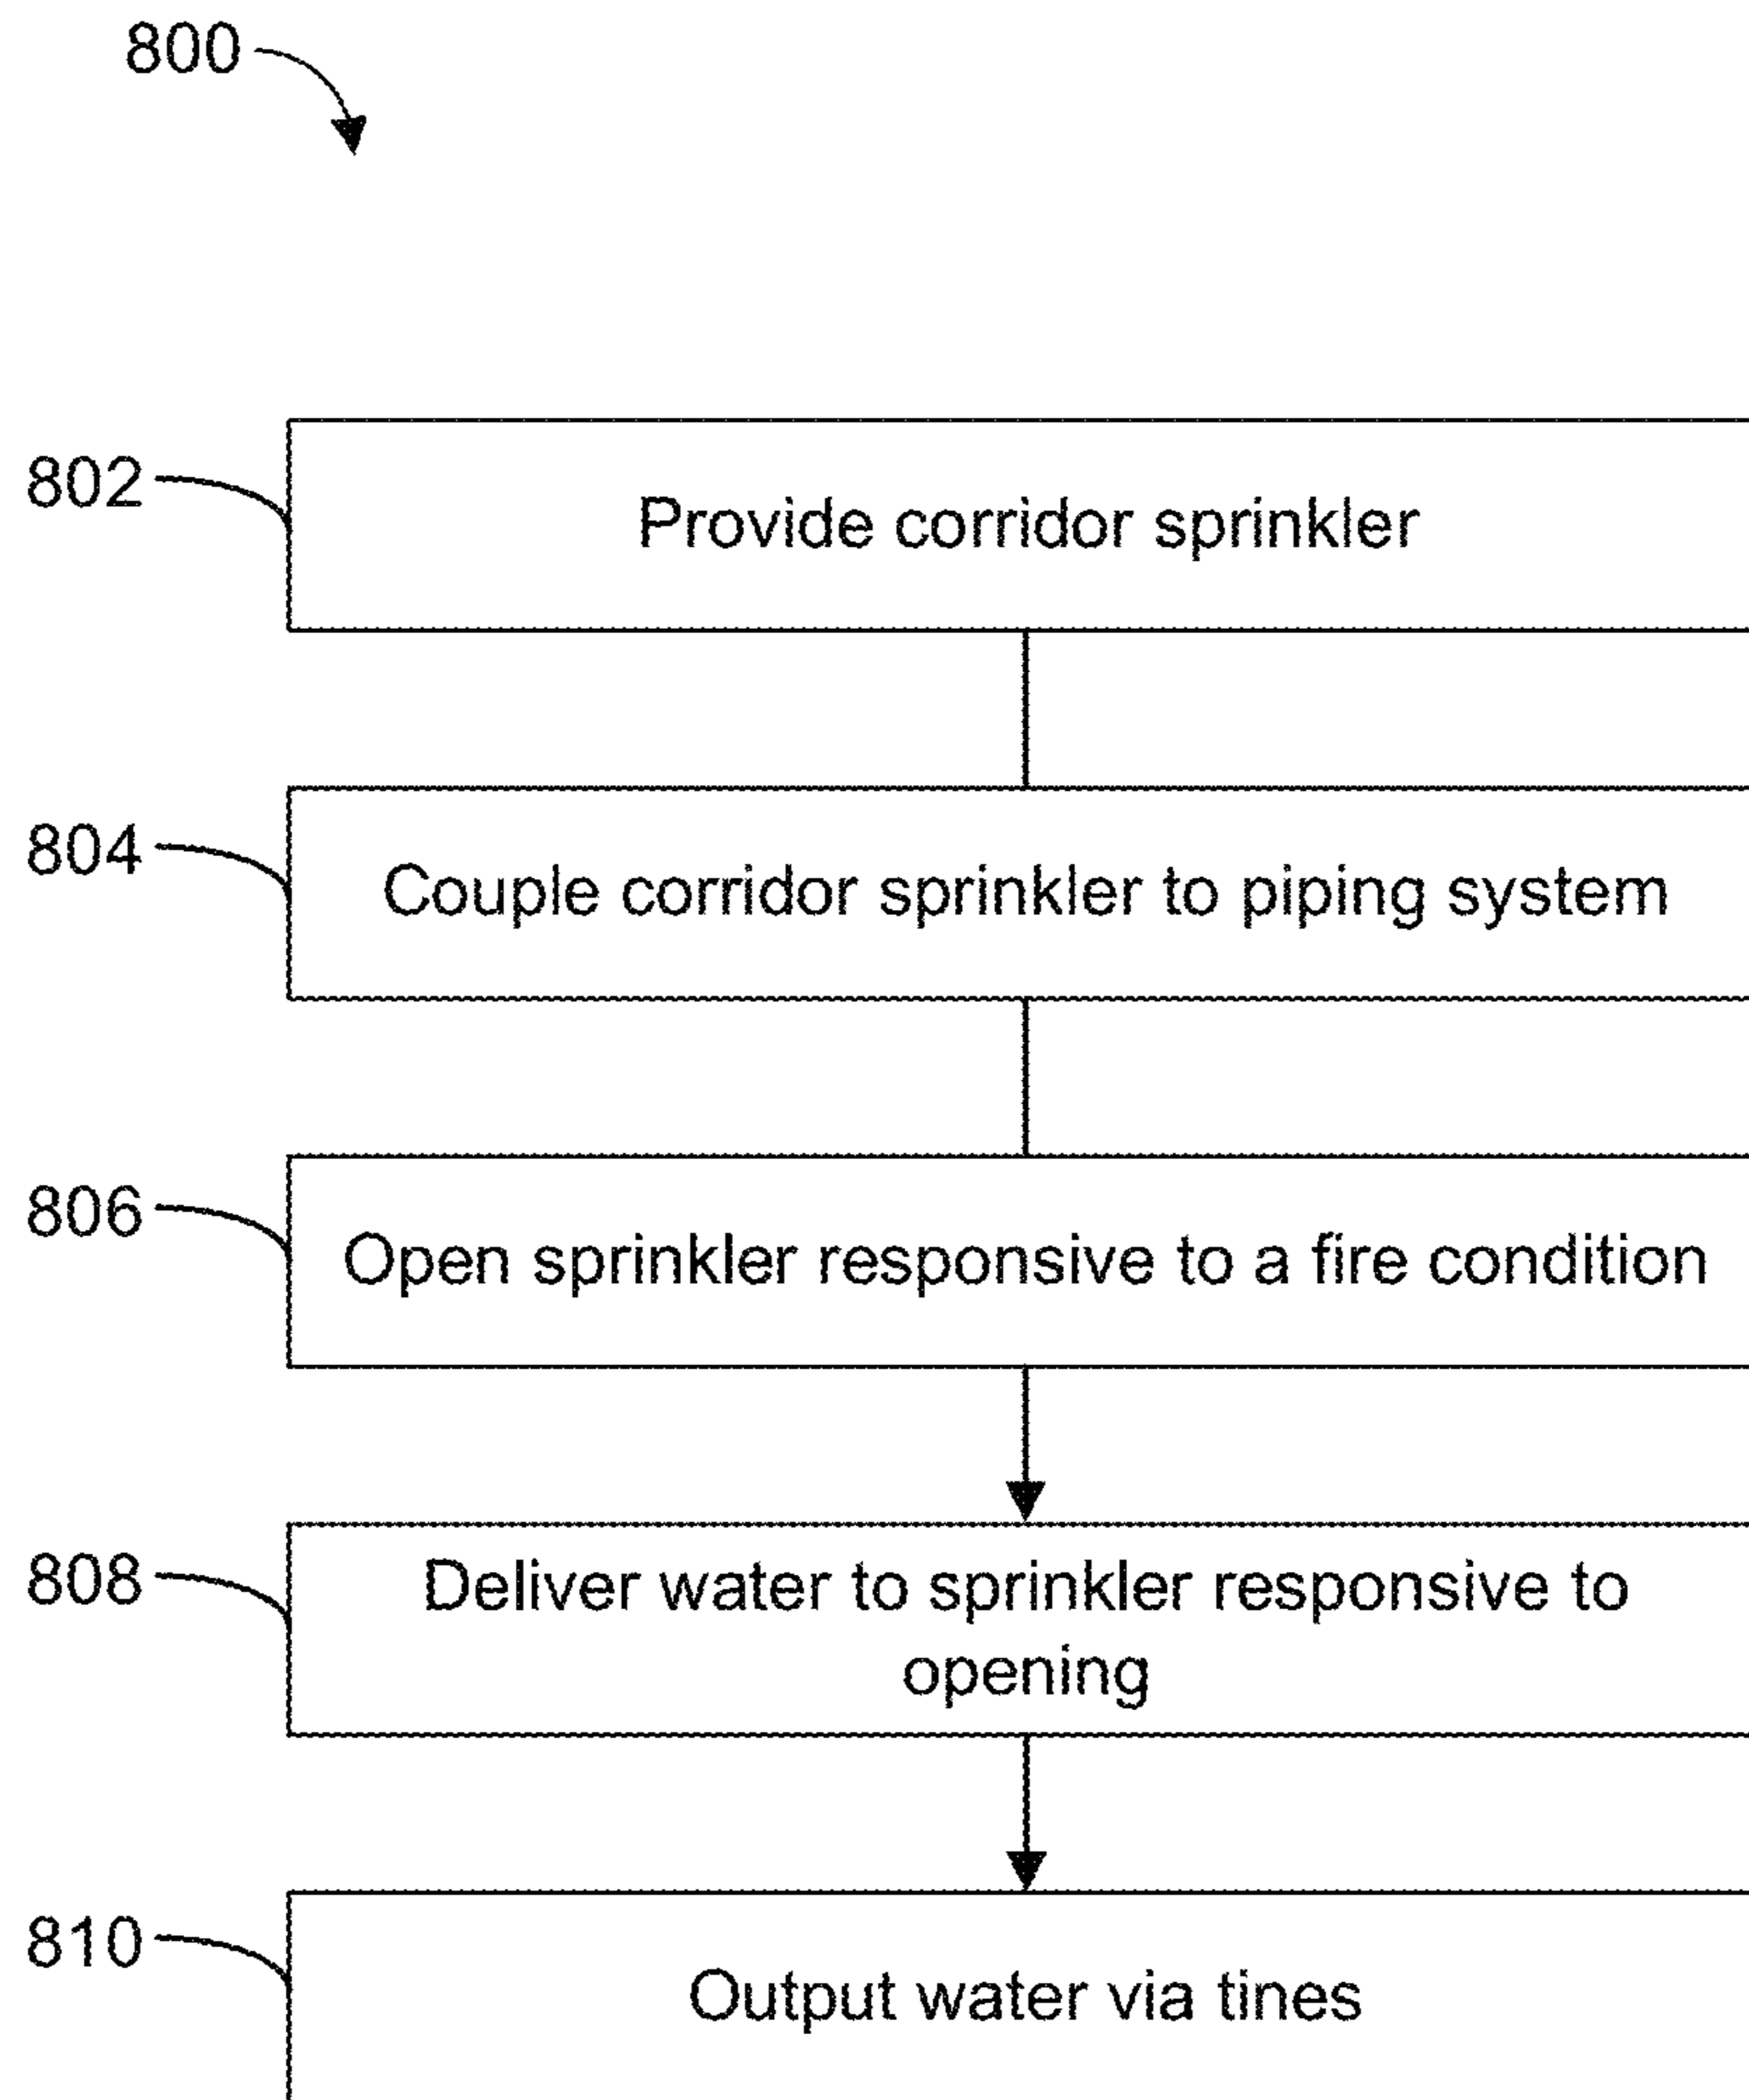 800
802
Provide corridor sprinkler
804
Couple corridor sprinkler to piping system
806
Open sprinkler responsive to a fire condition
808
Deliver water to sprinkler responsive to
opening
810
Output water via tines